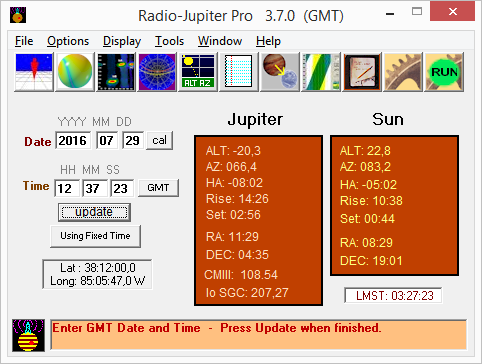 Radio-Jupiter Pro 3.7.0 (GMT)
File Options Display Tools Window Help
ALT AZ
RUN
YYYY MM DD
Date 2016 07 29 cal
HH MM SS
Time 12 37 23 GMT
update
Using Fixed Time
Lat : 38:12:00,0
Long: 85:05:47,0 W
Jupiter
ALT: -20,3
AZ: 066,4
HA: -08:02
Rise: 14:26
Set: 02:56
RA: 11:29
DEC: 04:35
CMIII: 108.54
Io SGC: 207,27
Sun
ALT: 22,8
AZ: 083,2
HA: -05:02
Rise: 10:38
Set: 00:44
RA: 08:29
DEC: 19:01
LMST: 03:27:23
Enter GMT Date and Time - Press Update when finished.